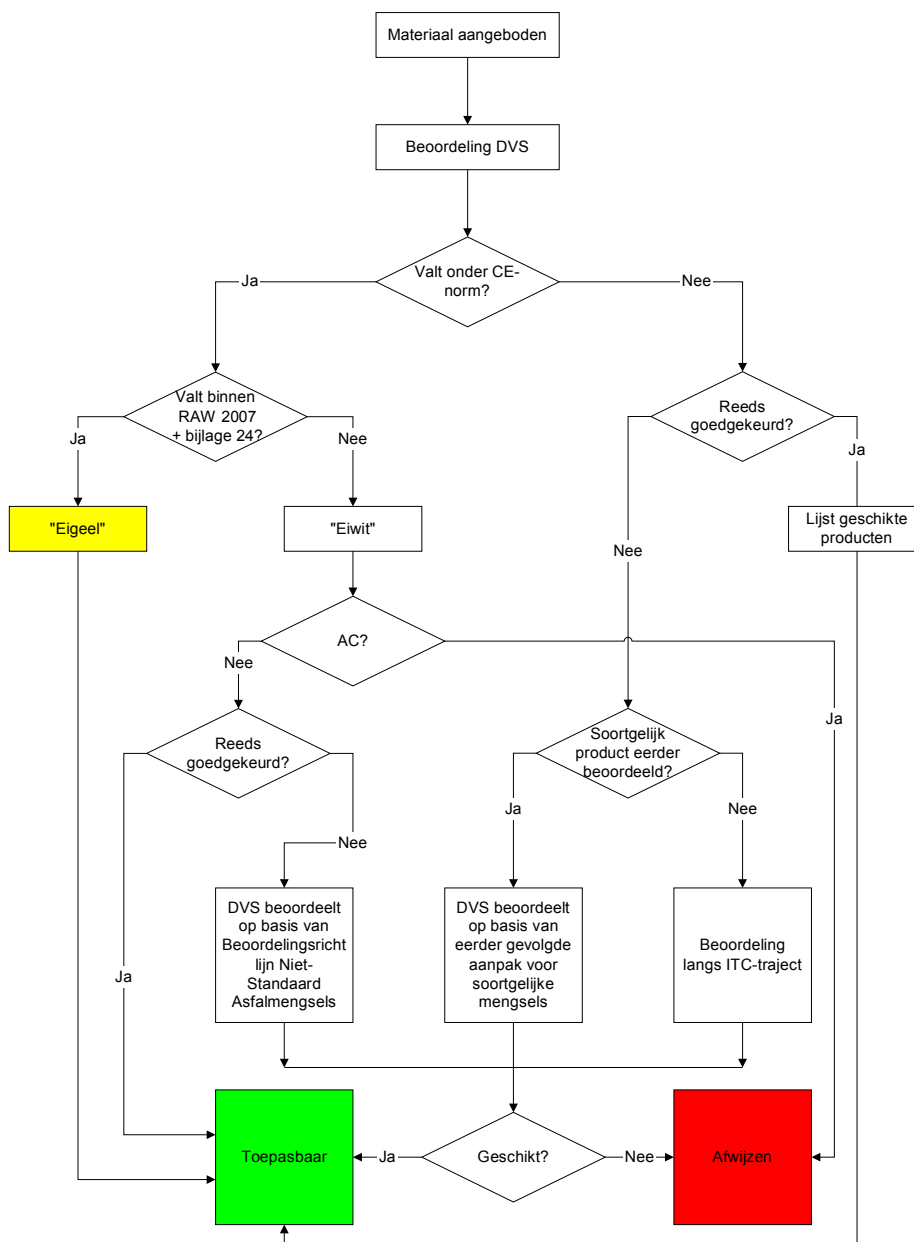 Materiaal aangeboden
Beoordeling DVS
Valt onder CE-
norm?
Ja
Nee
Valt binnen
RAW 2007
+ bijlage 24?
Reeds
goedgekeurd?
Ja
Nee
Ja
"Eigeel"
"Eiwit"
Lijst geschikte
producten
Nee
AC?
Nee
Ja
Reeds
goedgekeurd?
Soortgelijk
product eerder
beoordeeld?
Ja
Nee
Nee
DVS beoordeelt
op basis van
Beoordelingsricht
lijn Niet-
Standaard
Asfalmengsels
DVS beoordeelt
op basis van
eerder gevolgde
aanpak voor
soortgelijke
mengsels
Beoordeling
langs ITC-traject
Ja
Toepasbaar
Ja
Geschikt?
Nee
Afwijzen